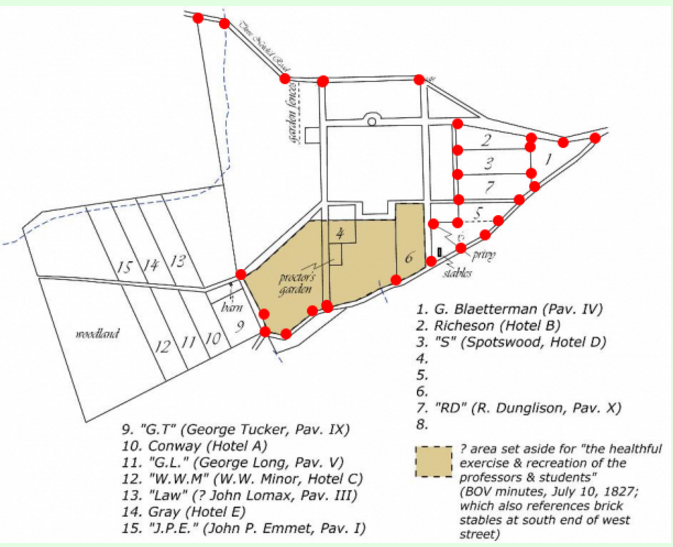 Three Notch'd Road
garden fences
2
1
3
7
5
4
6
proctor's
garden
privy
stables
15
14
13
barn
9
woodland
12
11
10
1. G. Blaetterman (Pav. IV)
2. Richeson (Hotel B)
3. "S" (Spotswood, Hotel D)
4.
5.
6.
7. "RD" (R. Dunglison, Pav. X)
8.
9. "G.T" (George Tucker, Pav. IX)
10. Conway (Hotel A)
11. "G.L." (George Long, Pav. V)
12. "W.W.M" (W.W. Minor, Hotel C)
13. "Law" (? John Lomax, Pav. III)
14. Gray (Hotel E)
15. "J.P.E." (John P. Emmet, Pav. I)
? area set aside for "the healthful
exercise & recreation of the
professors & students"
(BOV minutes, July 10, 1827;
which also references brick
stables at south end of west
street)